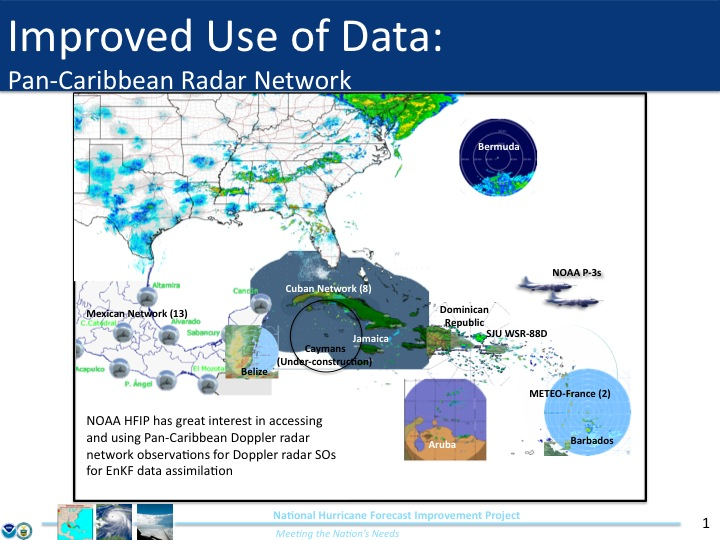 Improved Use of Data:
Pan-Caribbean Radar Network
Bermuda
NOAA P-3s
Altamira
Cancún
Cuban Network (8)
Mexican Network (13)
C.Catedral
Alvarado
Sabancuy
Dominican
Republic
SJU WSR-88D
Jamaica
Caymans
(Under-construction)
Acapulco
P. Ángel
El Mozotal
Belize
METEO-France (2)
Aruba
Barbados
NOAA HFIP has great interest in accessing
and using Pan-Caribbean Doppler radar
network observations for Doppler radar SOs
for EnKF data assimilation
National Hurricane Forecast Improvement Project
Meeting the Nation's Needs
1